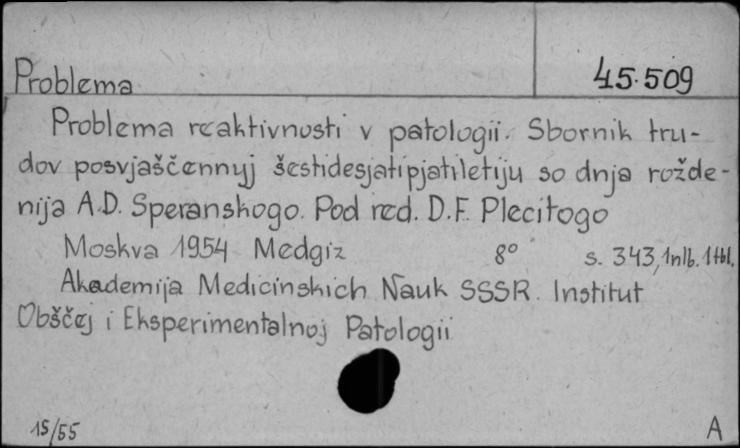 Problema 45.509
Problema reaktivnosti v patologii. Sbornik tru-
dov posvjaščennyj šestidesjatipjatiletiju so dnja rožde-
nija A.D. Speranskogo. Pod red. D.F. Plecitogo
Moskva 1954 Medgiz 8° s. 343, 1nlb. 1tbl.
Akademija Medicinskich Nauk SSSR. Institut
Obščej i Eksperimentalnoj Patologii
15/55 A